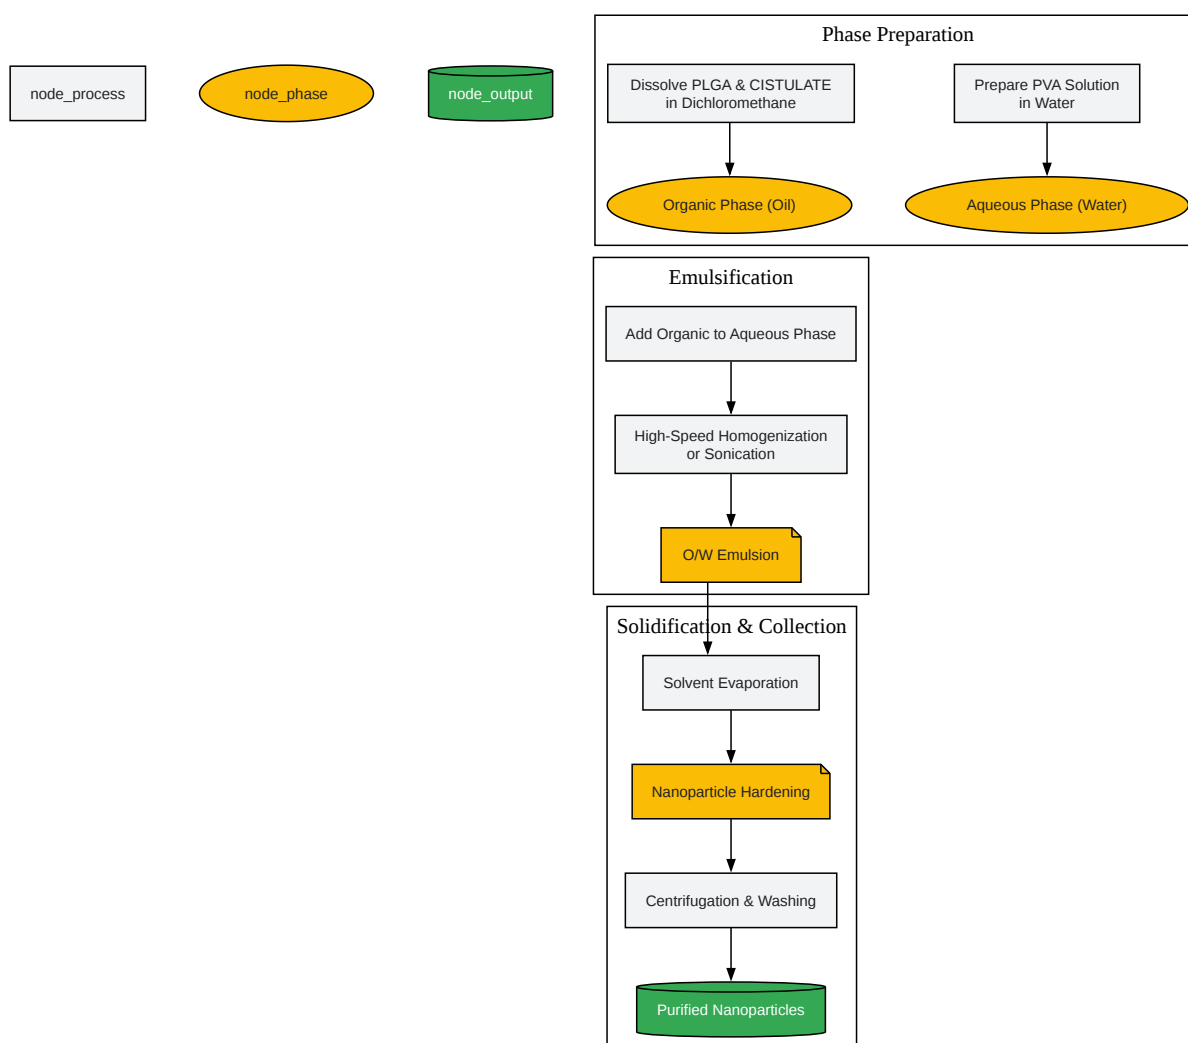 node_process
node_phase
node_output
Phase Preparation
Dissolve PLGA & CISTULATE
in Dichloromethane
Prepare PVA Solution
in Water
Organic Phase (Oil)
Aqueous Phase (Water)
Emulsification
Add Organic to Aqueous Phase
High-Speed Homogenization
or Sonication
O/W Emulsion
Solidification & Collection
Solvent Evaporation
Nanoparticle Hardening
Centrifugation & Washing
Purified Nanoparticles